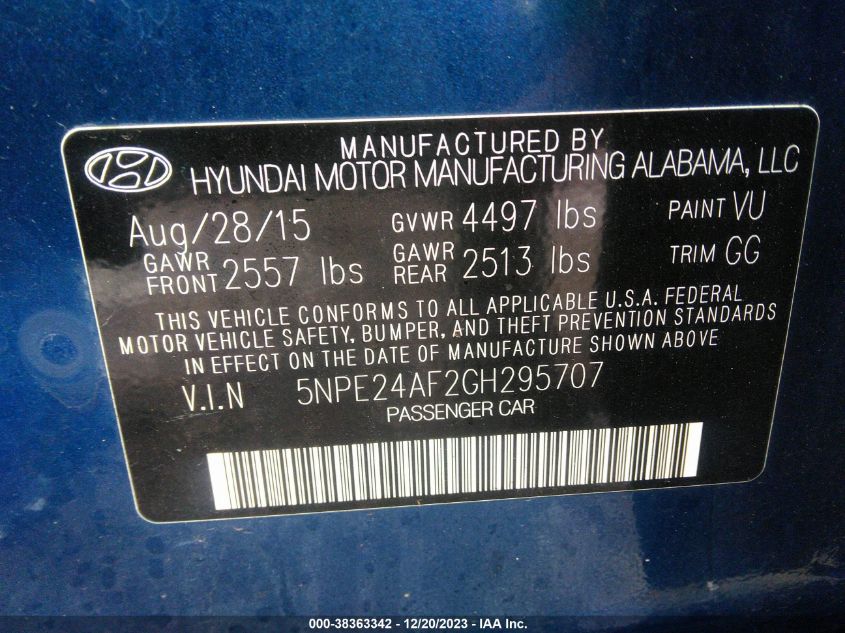 MANUFACTURED BY
HYUNDAI MOTOR MANUFACTURING ALABAMA, LLC
Aug/28/15 GVWR 4497 lbs PAINT VU
GAWR FRONT 2557 lbs GAWR REAR 2513 lbs TRIM GG
THIS VEHICLE CONFORMS TO ALL APPLICABLE U.S.A. FEDERAL
MOTOR VEHICLE SAFETY, BUMPER, AND THEFT PREVENTION STANDARDS
IN EFFECT ON THE DATE OF MANUFACTURE SHOWN ABOVE
V.I.N 5NPE24AF2GH295707
PASSENGER CAR
000-38363342 - 12/20/2023 - IAA Inc.